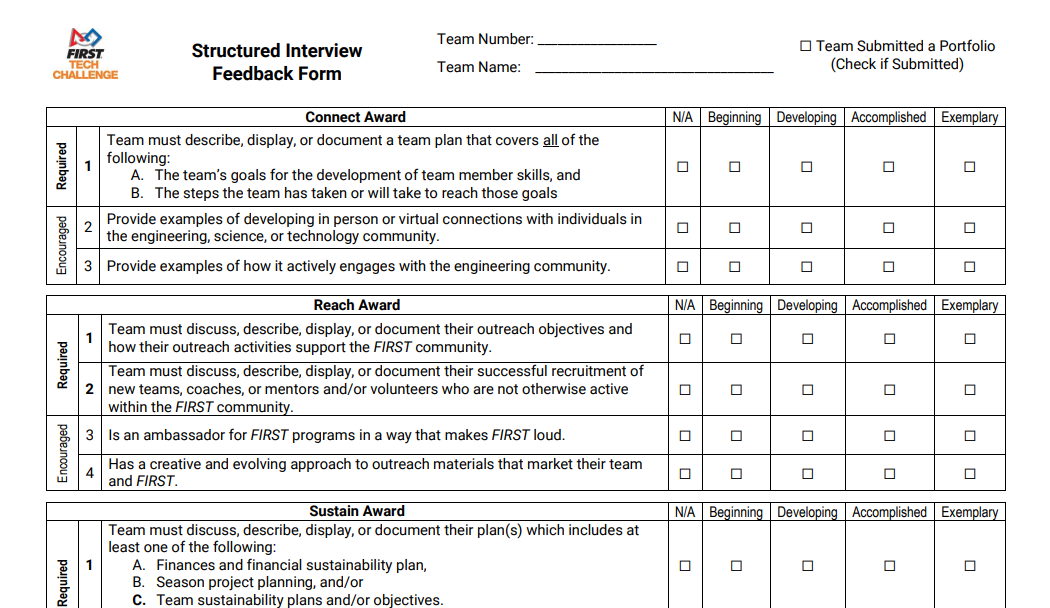 FIRST
TECH
CHALLENGE
Structured Interview
Feedback Form
Team Number: _________________
Team Name: __________________________________
☐ Team Submitted a Portfolio
(Check if Submitted)
Connect Award N/A Beginning Developing Accomplished Exemplary
Required
1 Team must describe, display, or document a team plan that covers all of the
following:
A. The team's goals for the development of team member skills, and
B. The steps the team has taken or will take to reach those goals
☐ ☐ ☐ ☐ ☐
Encouraged
2 Provide examples of developing in person or virtual connections with individuals in
the engineering, science, or technology community.
☐ ☐ ☐ ☐ ☐
3 Provide examples of how it actively engages with the engineering community. ☐ ☐ ☐ ☐ ☐
Reach Award N/A Beginning Developing Accomplished Exemplary
Required
1 Team must discuss, describe, display, or document their outreach objectives and
how their outreach activities support the FIRST community.
☐ ☐ ☐ ☐ ☐
2 Team must discuss, describe, display, or document their successful recruitment of
new teams, coaches, or mentors and/or volunteers who are not otherwise active
within the FIRST community.
☐ ☐ ☐ ☐ ☐
Encouraged
3 Is an ambassador for FIRST programs in a way that makes FIRST loud. ☐ ☐ ☐ ☐ ☐
4 Has a creative and evolving approach to outreach materials that market their team
and FIRST.
☐ ☐ ☐ ☐ ☐
Sustain Award N/A Beginning Developing Accomplished Exemplary
Required
1 Team must discuss, describe, display, or document their plan(s) which includes at
least one of the following:
A. Finances and financial sustainability plan,
B. Season project planning, and/or
C. Team sustainability plans and/or objectives.
☐ ☐ ☐ ☐ ☐